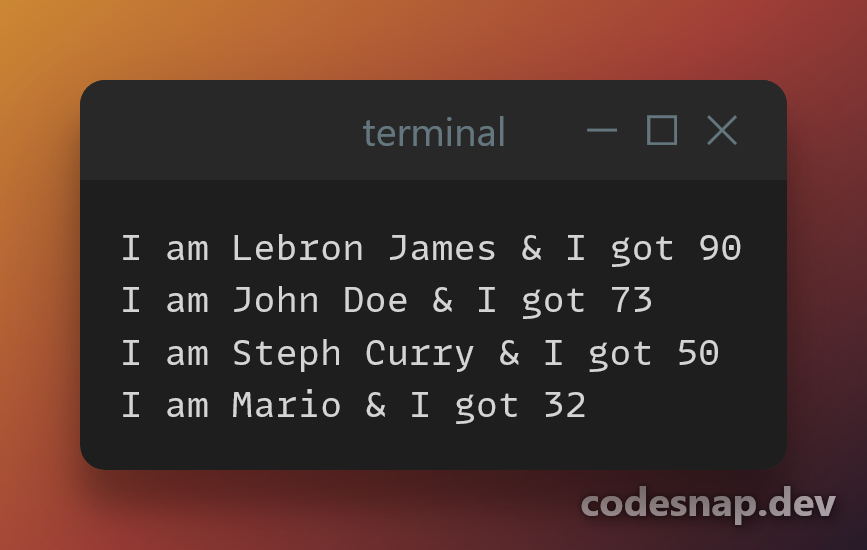 terminal
I am Lebron James & I got 90
I am John Doe & I got 73
I am Steph Curry & I got 50
I am Mario & I got 32
codesnap.dev